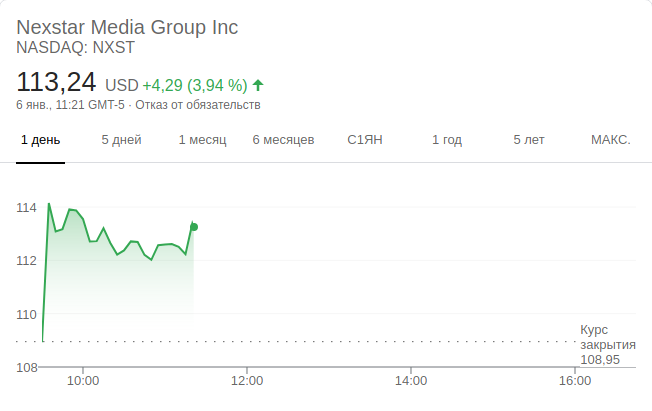 Nexstar Media Group Inc
NASDAQ: NXST
113,24 USD +4,29 (3,94 %)
6 янв., 11:21 GMT-5 · Отказ от обязательств
1 день 5 дней 1 месяц 6 месяцев С1ЯН 1 год 5 лет МАКС.
114
112
110
108
Курс
закрытия
108,95
10:00 12:00 14:00 16:00